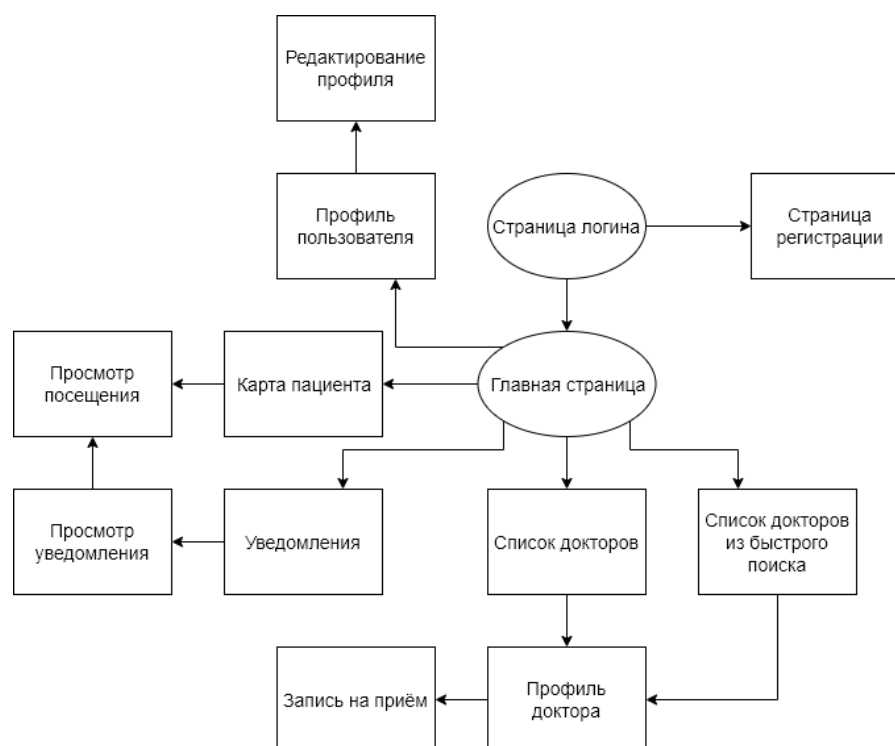 Редактирование
профиля
Профиль
пользователя
Страница логина
Страница
регистрации
Просмотр
посещения
Карта пациента
Главная страница
Просмотр
уведомления
Уведомления
Список докторов
Список докторов
из быстрого
поиска
Запись на приём
Профиль
доктора